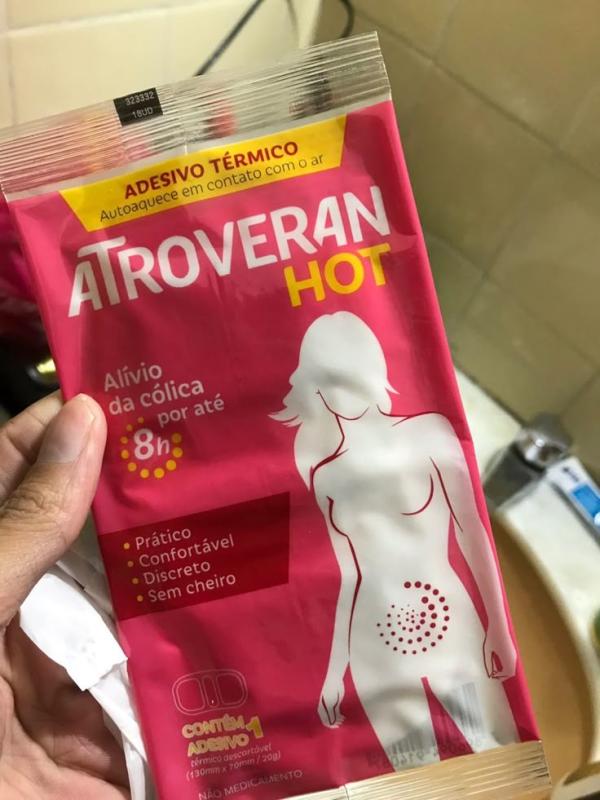 323332
18UD
ADESIVO TÉRMICO
Autoaquece em contato com o ar
ATROVERAN
HOT
Alívio
da cólica
por até
8h
• Prático
• Confortável
• Discreto
• Sem cheiro
CONTÉM 1
ADESIVO
térmico descartável
(130mm x 70mm / 20g)
NÃO MEDICAMENTO